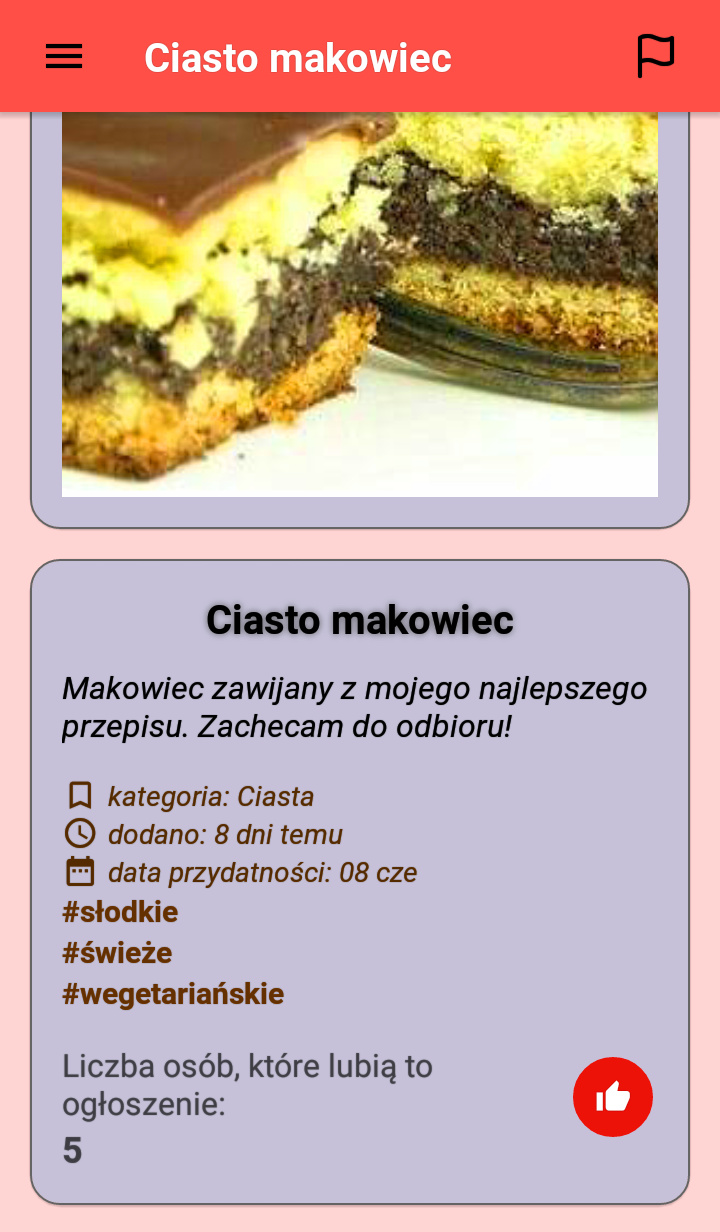 Ciasto makowiec
Ciasto makowiec
Makowiec zawijany z mojego najlepszego
przepisu. Zachecam do odbioru!
kategoria: Ciasta
dodano: 8 dni temu
data przydatności: 08 cze
#słodkie
#świeże
#wegetariańskie
Liczba osób, które lubią to
ogłoszenie:
5